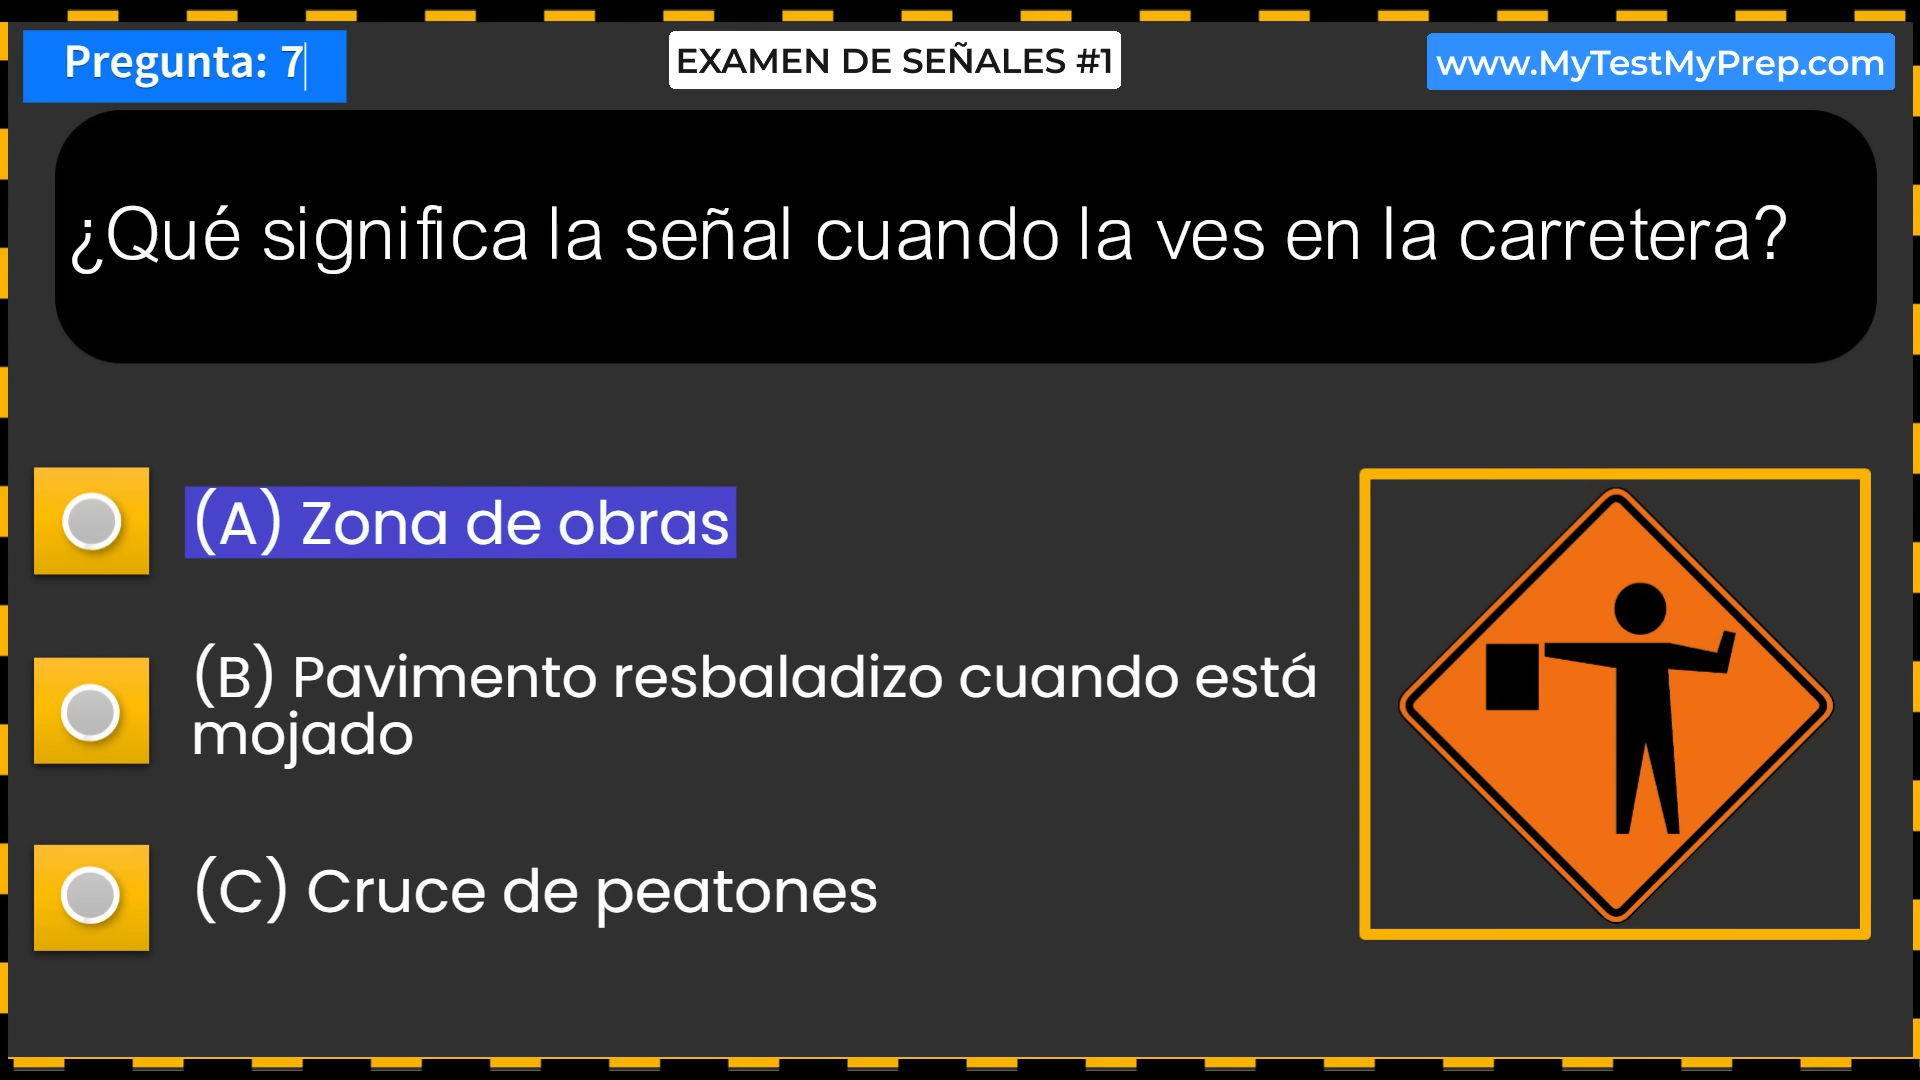 Pregunta: 7
EXAMEN DE SEÑALES #1
www.MyTestMyPrep.com
¿Qué significa la señal cuando la ves en la carretera?
(A) Zona de obras
(B) Pavimento resbaladizo cuando está
mojado
(C) Cruce de peatones